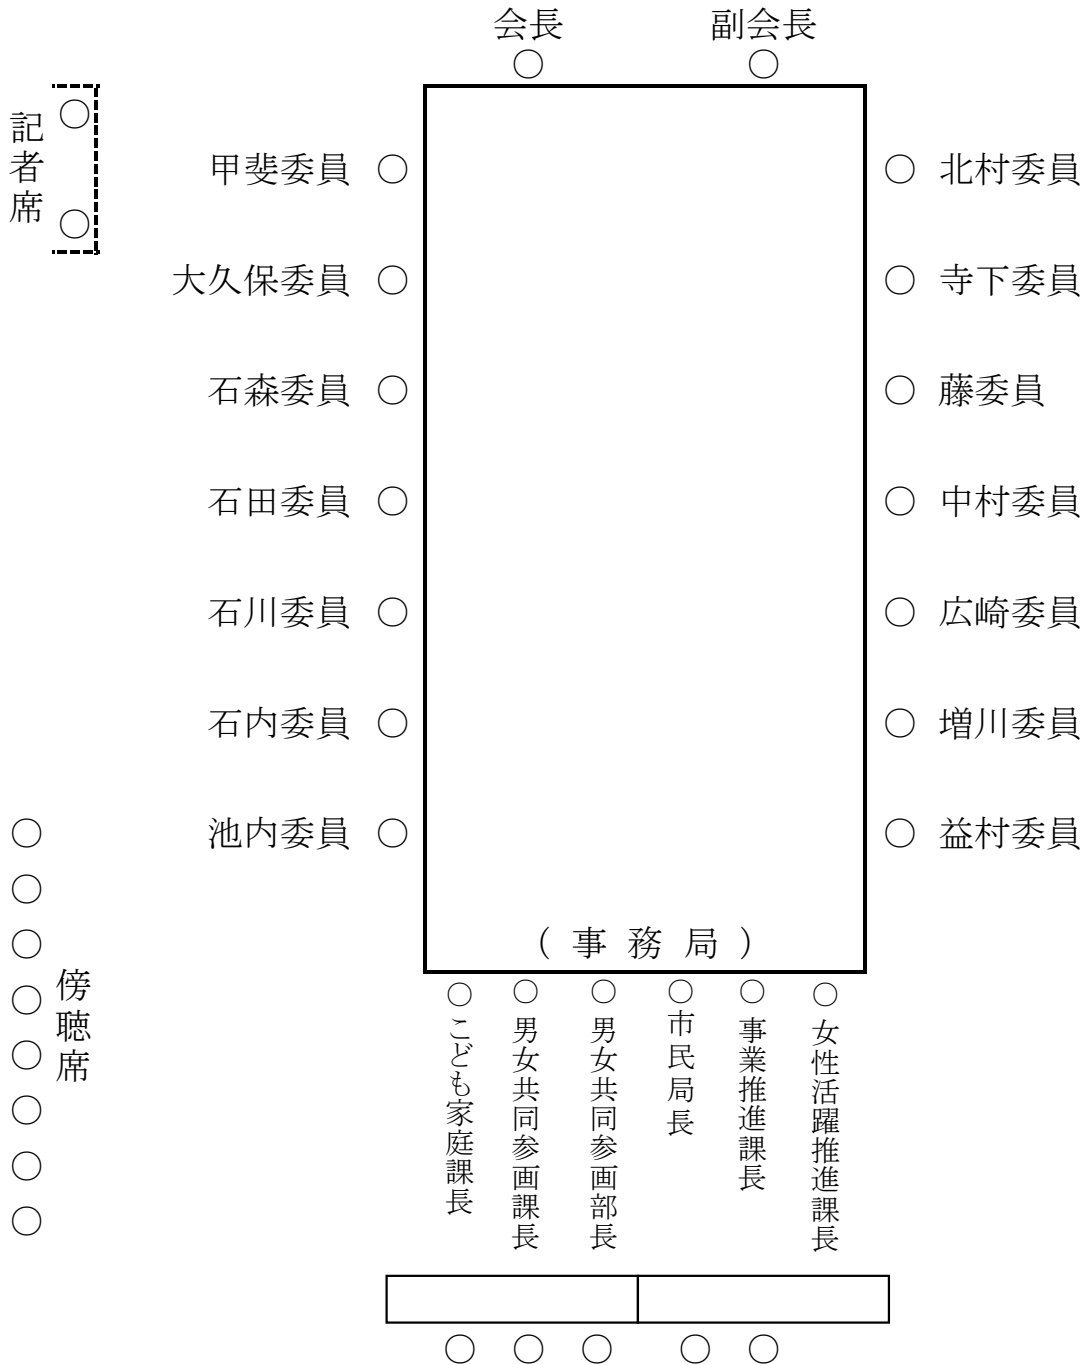 会長 副会長
記者席
甲斐委員 ○ ○ 北村委員
大久保委員 ○ ○ 寺下委員
石森委員 ○ ○ 藤委員
石田委員 ○ ○ 中村委員
石川委員 ○ ○ 広崎委員
石内委員 ○ ○ 増川委員
池内委員 ○ ○ 益村委員
(事務局)
傍聴席
○こども家庭課長
○男女共同参画課長
○男女共同参画部長
○市民局長
○事業推進課長
○女性活躍推進課長